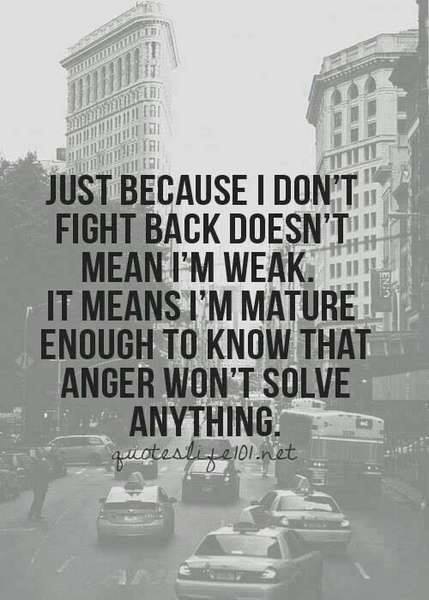 JUST BECAUSE I DON'T
FIGHT BACK DOESN'T
MEAN I'M WEAK.
IT MEANS I'M MATURE
ENOUGH TO KNOW THAT
ANGER WON'T SOLVE
ANYTHING.
quoteslife101.net